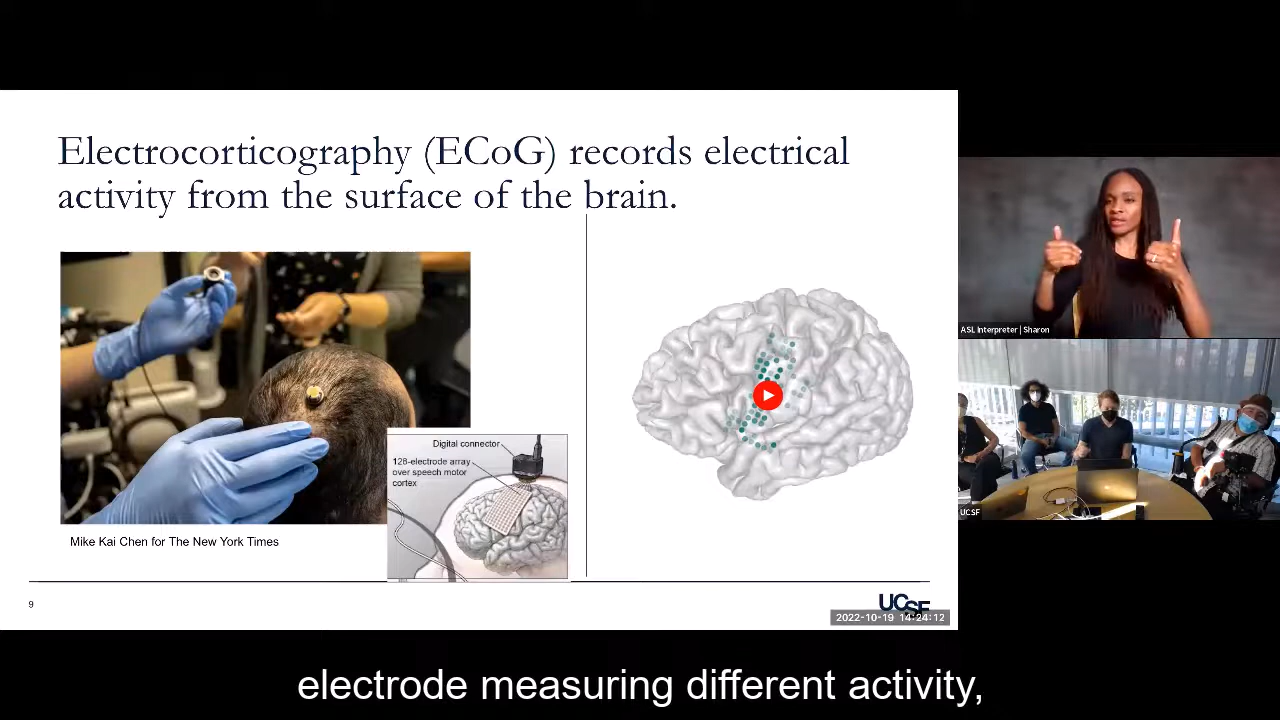 Electrocorticography (ECoG) records electrical
activity from the surface of the brain.
Digital connector
128-electrode array
over speech motor
cortex
Mike Kai Chen for The New York Times
9
UCSF
2022-10-19 14:24:12
ASL Interpreter | Sharon
UCSF
electrode measuring different activity,